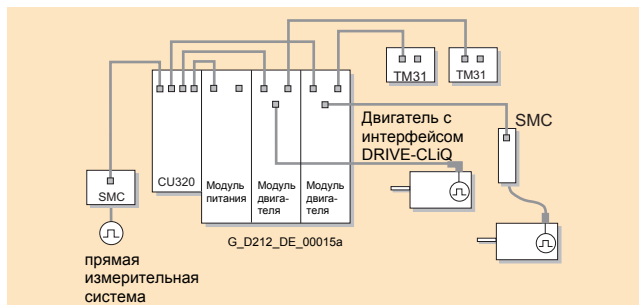 TM31
TM31
Двигатель с
интерфейсом
DRIVE-CLiQ
SMC
CU320
Модуль
питания
Модуль
двига-
теля
Модуль
двига-
теля
SMC
G_D212_DE_00015a
прямая
измерительная
система